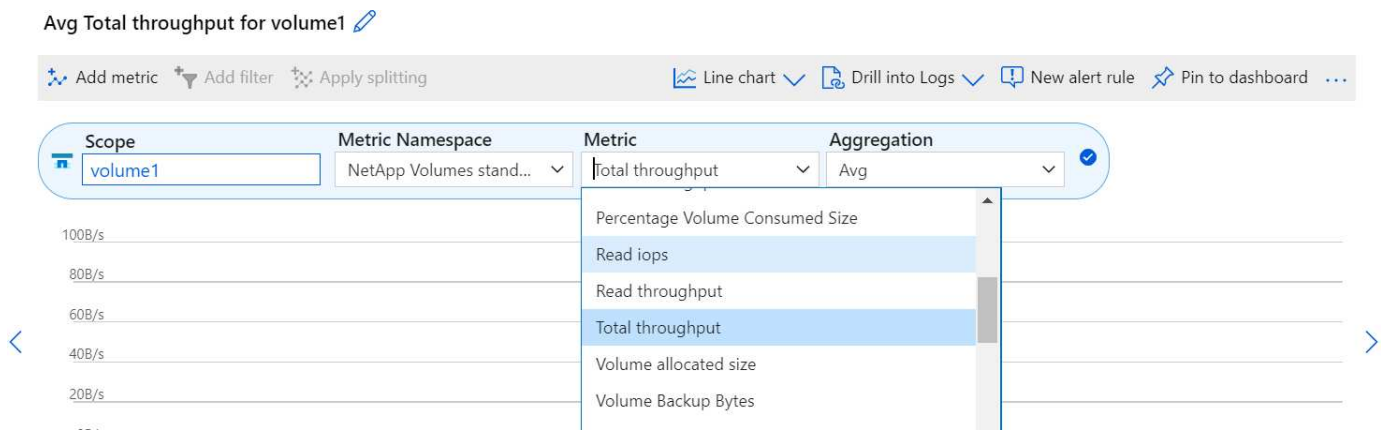 Avg Total throughput for volume1
Add metric Add filter Apply splitting Line chart Drill into Logs New alert rule Pin to dashboard ...
Scope Metric Namespace Metric Aggregation
volume1 NetApp Volumes stand... Total throughput Avg
Percentage Volume Consumed Size
100B/s
Read iops
80B/s
Read throughput
60B/s
Total throughput
40B/s
Volume allocated size
20B/s
Volume Backup Bytes